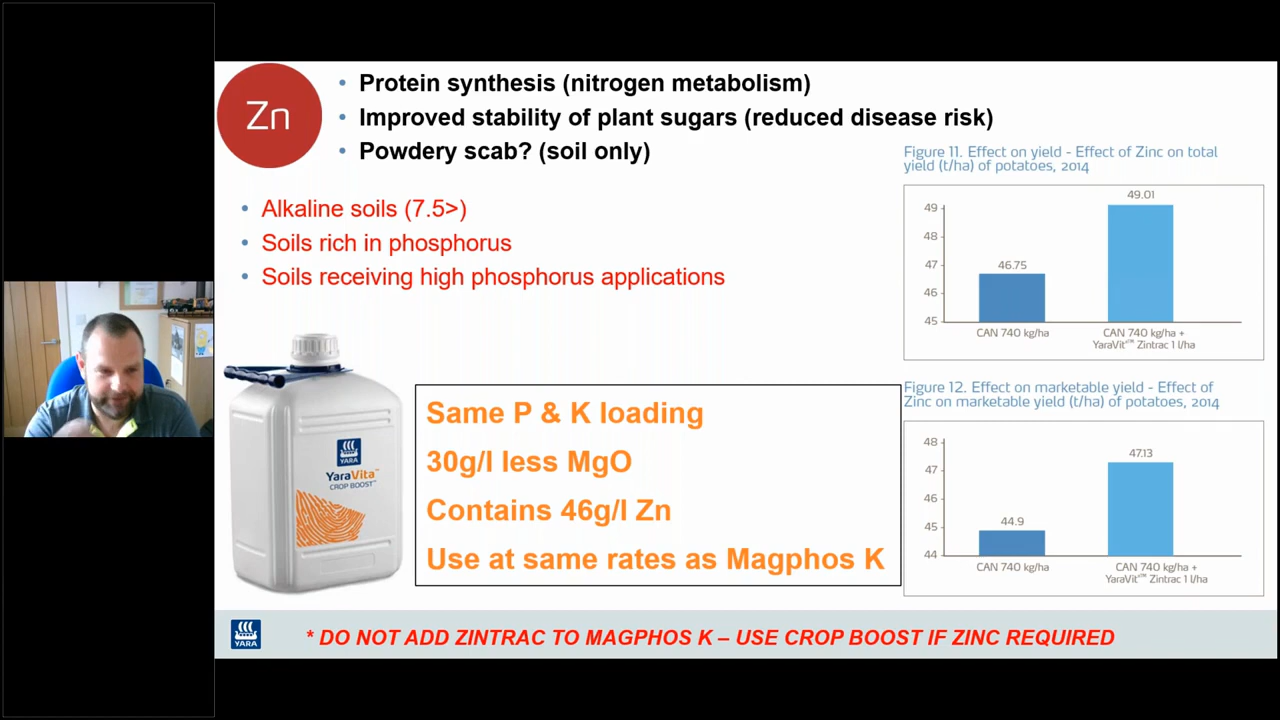 Zn
Protein synthesis (nitrogen metabolism)
Improved stability of plant sugars (reduced disease risk)
Powdery scab? (soil only)
Alkaline soils (7.5>)
Soils rich in phosphorus
Soils receiving high phosphorus applications
Figure 11. Effect on yield - Effect of Zinc on total
yield (t/ha) of potatoes, 2014
49
48
47
46
45
46.75
49.01
CAN 740 kg/ha
CAN 740 kg/ha +
YaraVit™ Zintrac 1 l/ha
YARA
YaraVita™
CROP BOOST™
Same P & K loading
30g/l less MgO
Contains 46g/l Zn
Use at same rates as Magphos K
Figure 12. Effect on marketable yield - Effect of
Zinc on marketable yield (t/ha) of potatoes, 2014
48
47
46
45
44
44.9
47.13
CAN 740 kg/ha
CAN 740 kg/ha +
YaraVit™ Zintrac 1 l/ha
YARA
* DO NOT ADD ZINTRAC TO MAGPHOS K – USE CROP BOOST IF ZINC REQUIRED